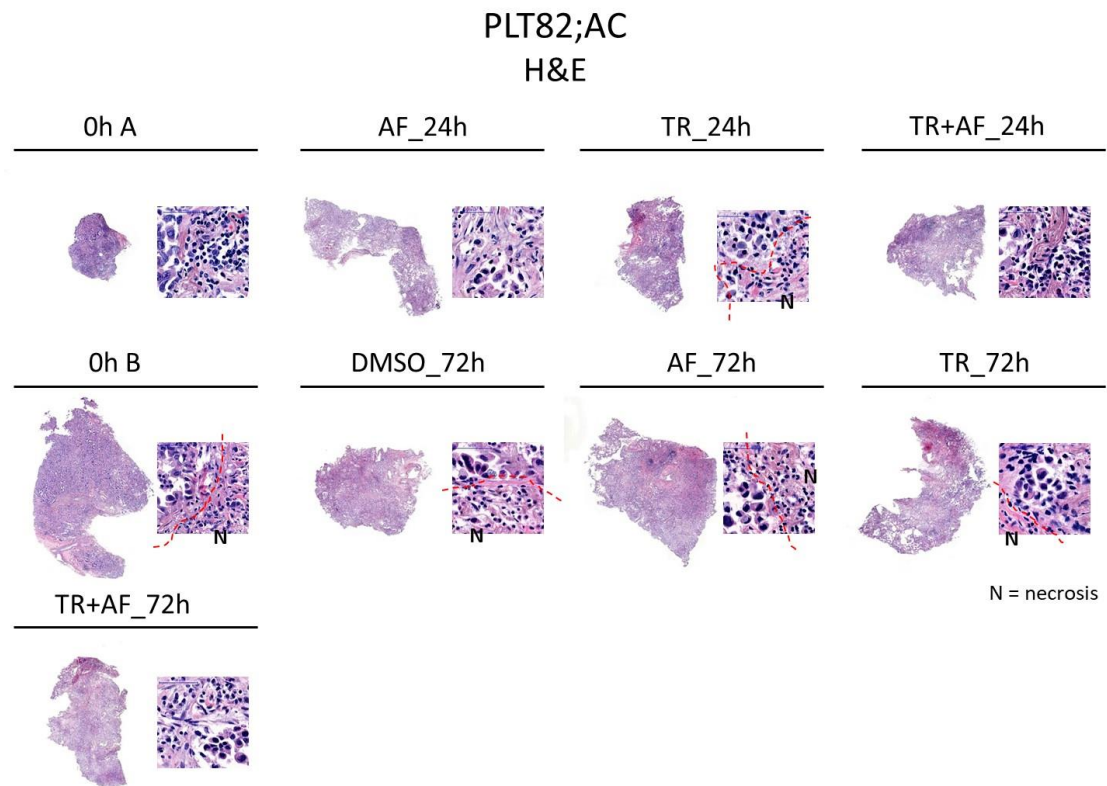 PLT82;AC
H&E
0h A
AF_24h
TR_24h
TR+AF_24h
N
0h B
DMSO_72h
AF_72h
TR_72h
N
N
N
N
N = necrosis
TR+AF_72h